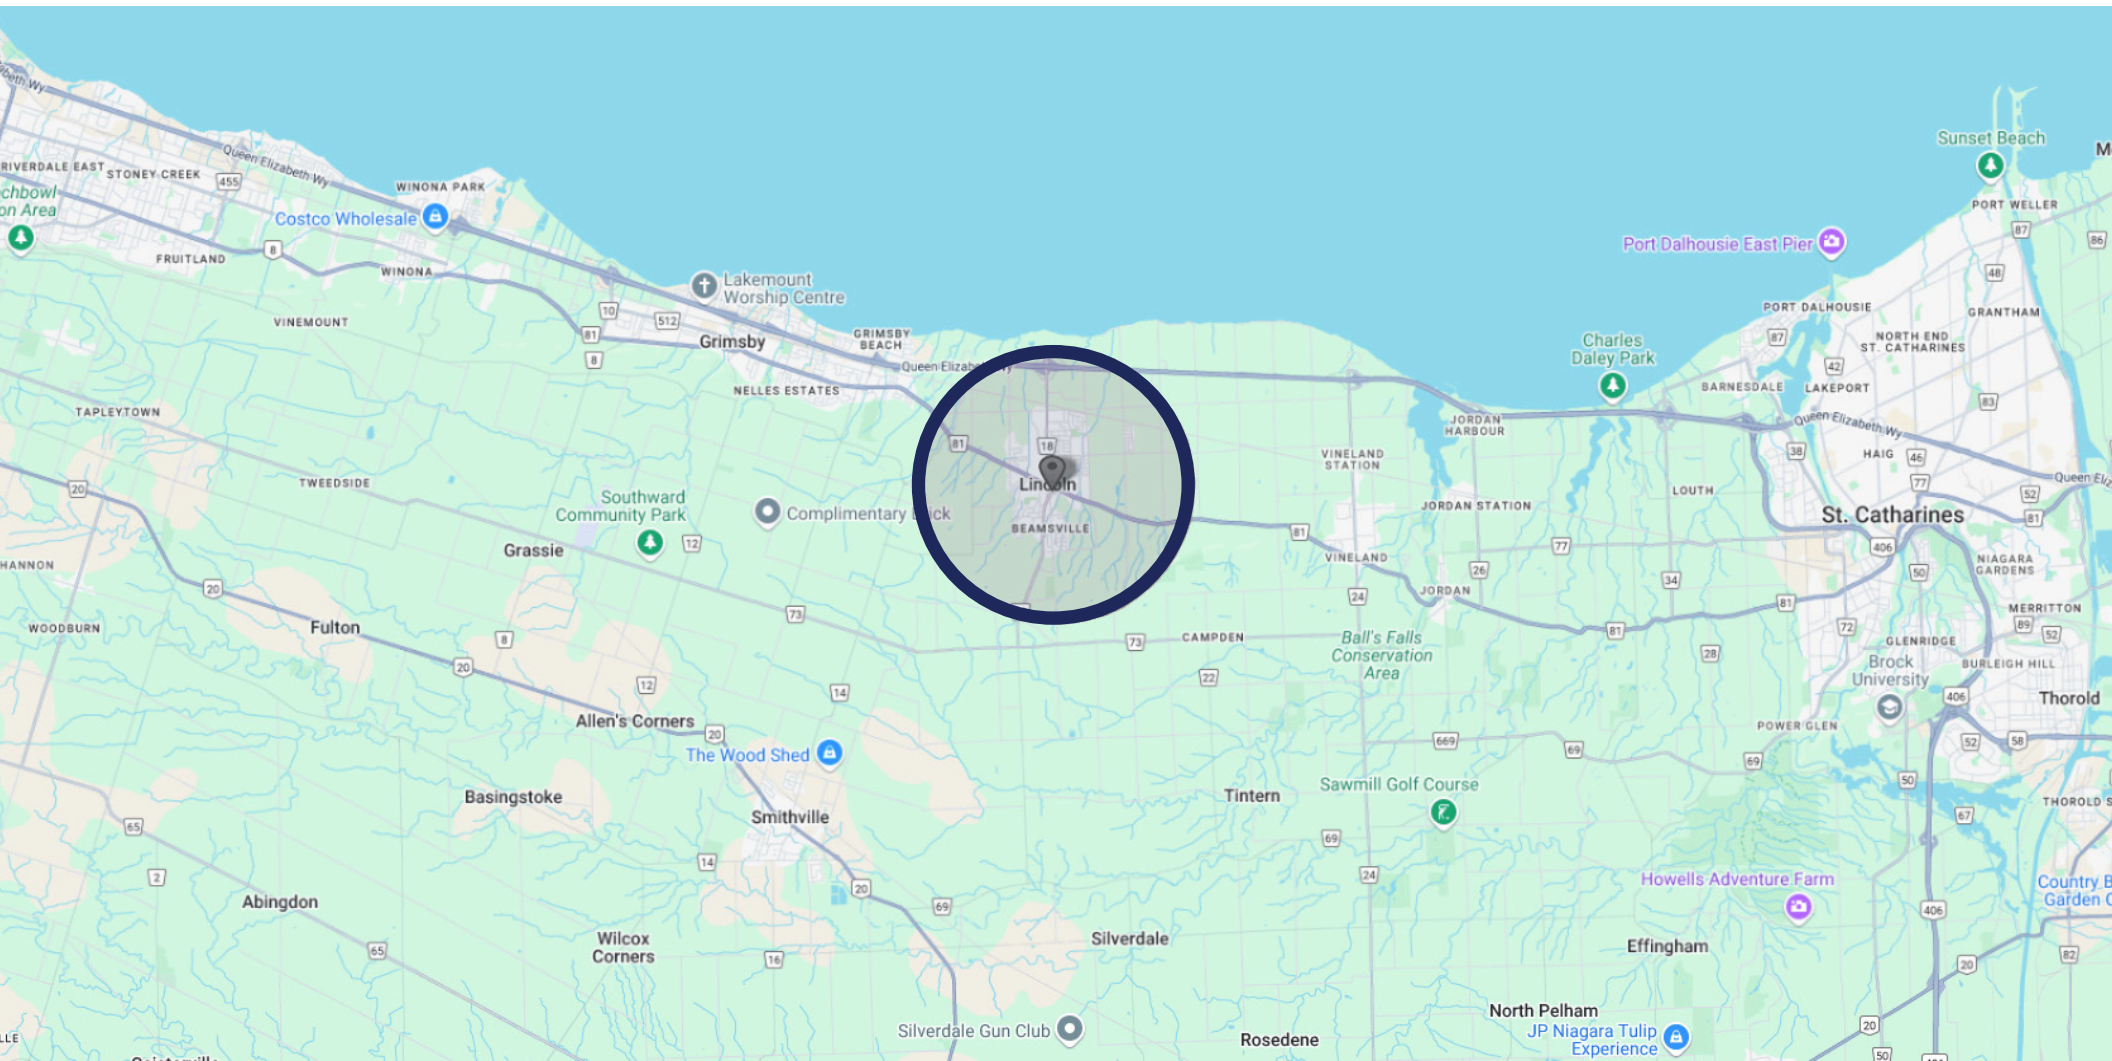 Queen Elizabeth Wy
RIVERDALE EAST
STONEY CREEK
455
WINONA PARK
Costco Wholesale
FRUITLAND
8
WINONA
VINEMOUNT
10
512
81
8
Lakemount
Worship Centre
Grimsby
GRIMSBY
BEACH
NELLES ESTATES
TAPLEYTOWN
TWEEDSIDE
20
Southward
Community Park
12
Grassie
Complimentary
81
18
Lincoln
BEAMSVILLE
81
VINELAND
STATION
VINELAND
24
26
JORDAN
HARBOUR
JORDAN STATION
77
JORDAN
Charles
Daley Park
Port Dalhousie East Pier
Sunset Beach
PORT WELLER
87
86
48
PORT DALHOUSIE
87
NORTH END
ST. CATHARINES
GRANTHAM
42
BARNESDALE
LAKEPORT
83
Queen Elizabeth Wy
38
HAIG
46
77
LOUTH
52
81
St. Catharines
406
50
NIAGARA
GARDENS
34
81
MERRITTON
89
52
72
GLENRIDGE
BURLEIGH HILL
Brock
University
406
Thorold
28
81
POWER GLEN
52
58
50
67
20
WOODBURN
Fulton
8
20
73
12
14
73
CAMPDEN
22
Ball's Falls
Conservation
Area
Allen's Corners
20
The Wood Shed
669
69
69
Basingstoke
Smithville
Tintern
Sawmill Golf Course
65
69
14
2
20
24
69
Abingdon
Howells Adventure Farm
406
65
Wilcox
Corners
16
Silverdale
Effingham
20
82
Silverdale Gun Club
Rosedene
North Pelham
JP Niagara Tulip
Experience
20
50